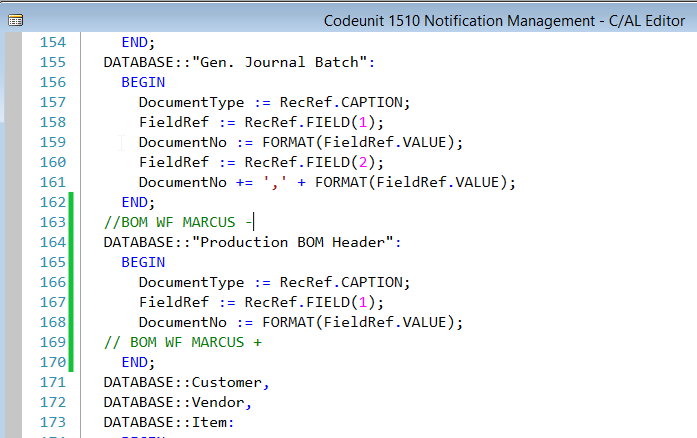 Codeunit 1510 Notification Management - C/AL Editor
154 END;
155 DATABASE::"Gen. Journal Batch":
156 BEGIN
157 DocumentType := RecRef.CAPTION;
158 FieldRef := RecRef.FIELD(1);
159 DocumentNo := FORMAT(FieldRef.VALUE);
160 FieldRef := RecRef.FIELD(2);
161 DocumentNo += ',' + FORMAT(FieldRef.VALUE);
162 END;
163 //BOM WF MARCUS -
164 DATABASE::"Production BOM Header":
165 BEGIN
166 DocumentType := RecRef.CAPTION;
167 FieldRef := RecRef.FIELD(1);
168 DocumentNo := FORMAT(FieldRef.VALUE);
169 // BOM WF MARCUS +
170 END;
171 DATABASE::Customer,
172 DATABASE::Vendor,
173 DATABASE::Item: